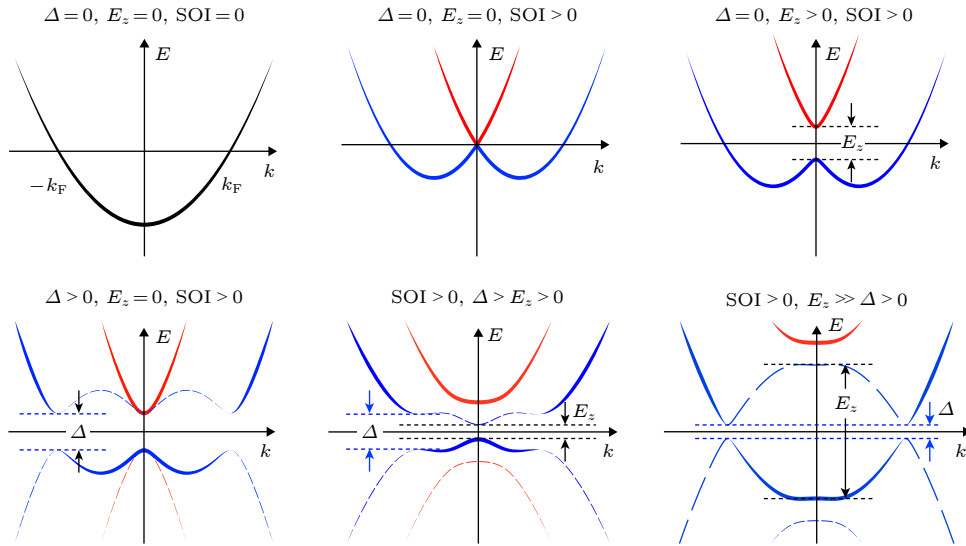 Δ=0, E_z=0, SOI=0
E
k
−k_F
k_F
Δ=0, E_z=0, SOI>0
E
k
Δ=0, E_z>0, SOI>0
E
E_z
k
Δ>0, E_z=0, SOI>0
E
Δ
k
SOI>0, Δ>E_z>0
E
E_z
Δ
k
SOI>0, E_z≫Δ>0
E
E_z
Δ
k